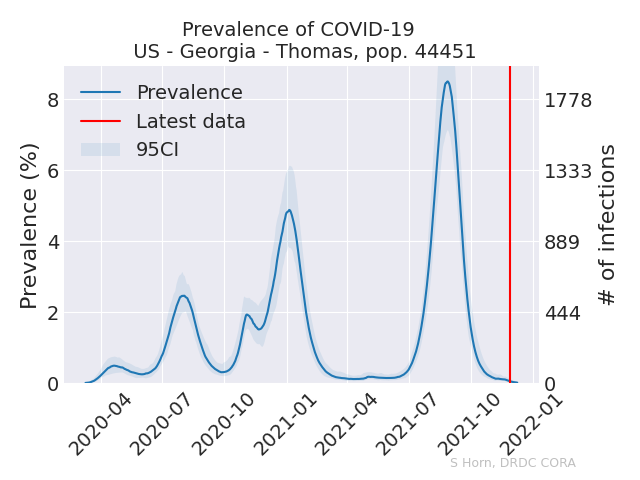 Prevalence of COVID-19
US - Georgia - Thomas, pop. 44451
Prevalence
Latest data
95CI
Prevalence (%)
8
6
4
2
0
# of infections
1778
1333
889
444
0
2020-04
2020-07
2020-10
2021-01
2021-04
2021-07
2021-10
2022-01
S Horn, DRDC CORA